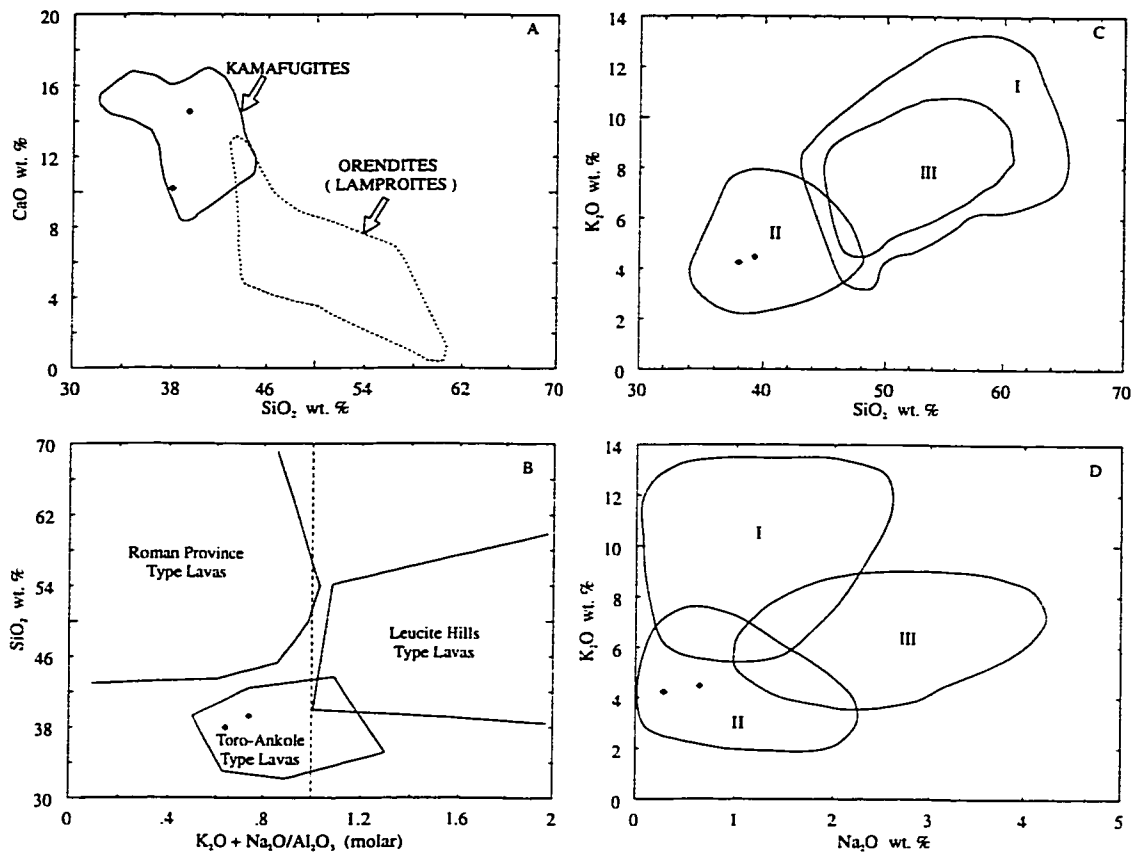 A
16
12
8
4
0
CaO wt. %
KAMAFUGITES
ORENDITES
( LAMPROITES )
30 38 46 54 62 70
SiO₂ wt. %
C
14
12
10
8
6
4
2
0
K₂O wt. %
I
III
II
30 40 50 60 70
SiO₂ wt. %
B
70
62
54
46
38
30
SiO₂ wt. %
Roman Province
Type Lavas
Leucite Hills
Type Lavas
Toro-Ankole
Type Lavas
0 .4 .8 1.2 1.6 2
K₂O + Na₂O/Al₂O₃ (molar)
D
14
12
10
8
6
4
2
0
K₂O wt. %
I
III
II
0 1 2 3 4 5
Na₂O wt. %